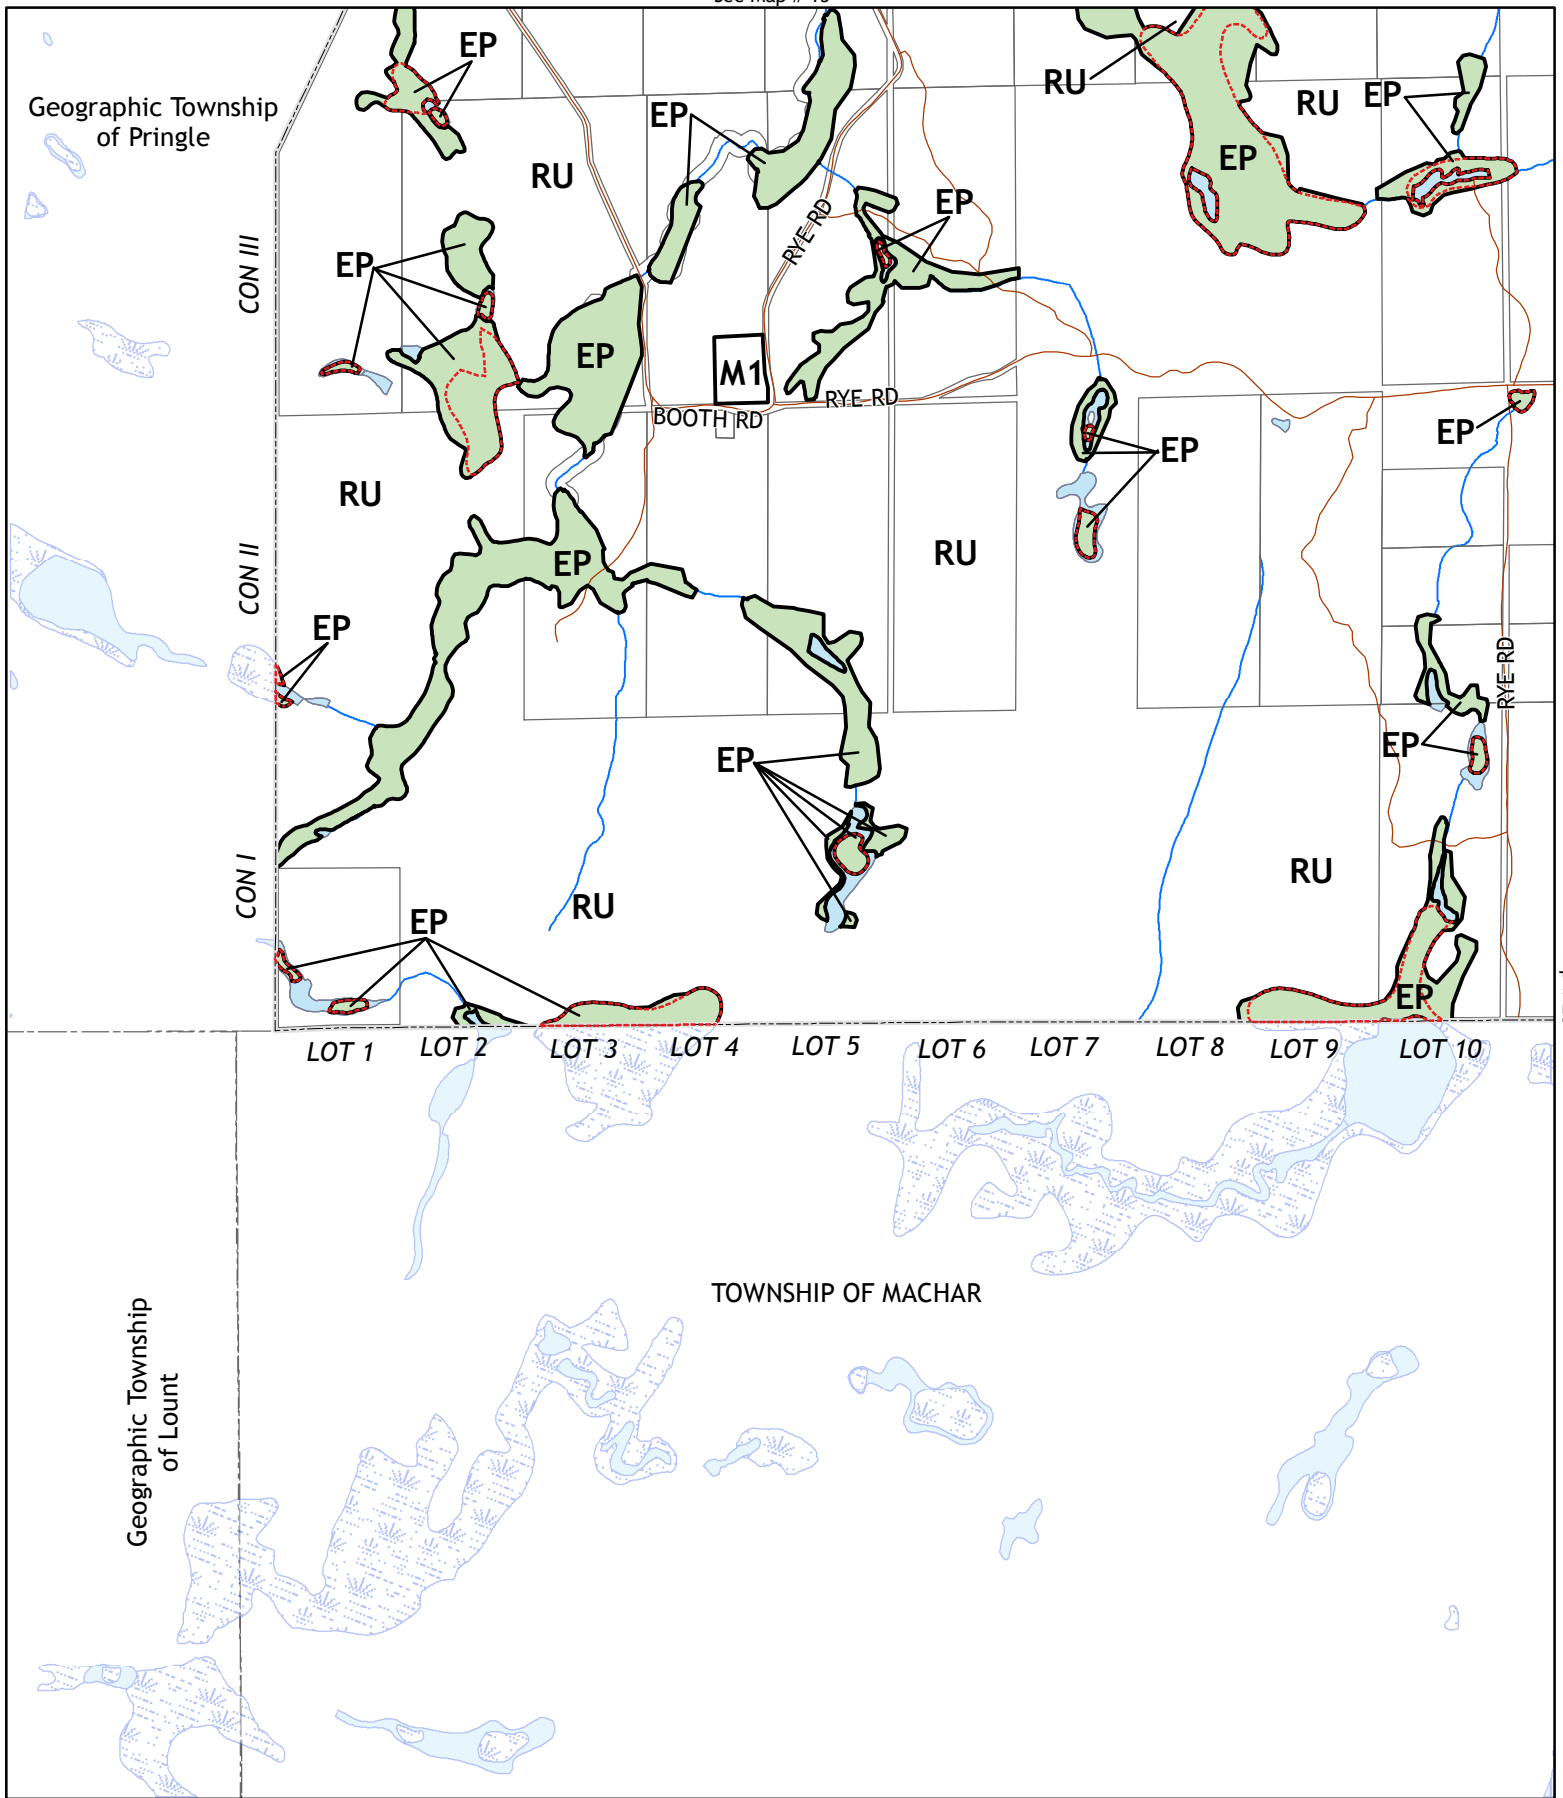 EP
Geographic Township
of Pringle
RU
EP
RU
EP
EP
RU
EP
EP
RYE RD
CON III
EP
EP
M1
RYE RD
BOOTH RD
EP
EP
RU
RU
CON II
EP
EP
RYE RD
EP
EP
CON I
RU
RU
EP
EP
LOT 1
LOT 2
LOT 3
LOT 4
LOT 5
LOT 6
LOT 7
LOT 8
LOT 9
LOT 10
TOWNSHIP OF MACHAR
Geographic Township
of Lount